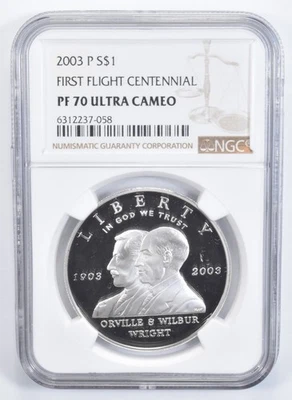 2003 P S$1
FIRST FLIGHT CENTENNIAL
PF 70 ULTRA CAMEO
6312237-058
NUMISMATIC GUARANTY CORPORATION
NGC
LIBERTY
IN GOD WE TRUST
1903 2003
ORVILLE & WILBUR
WRIGHT